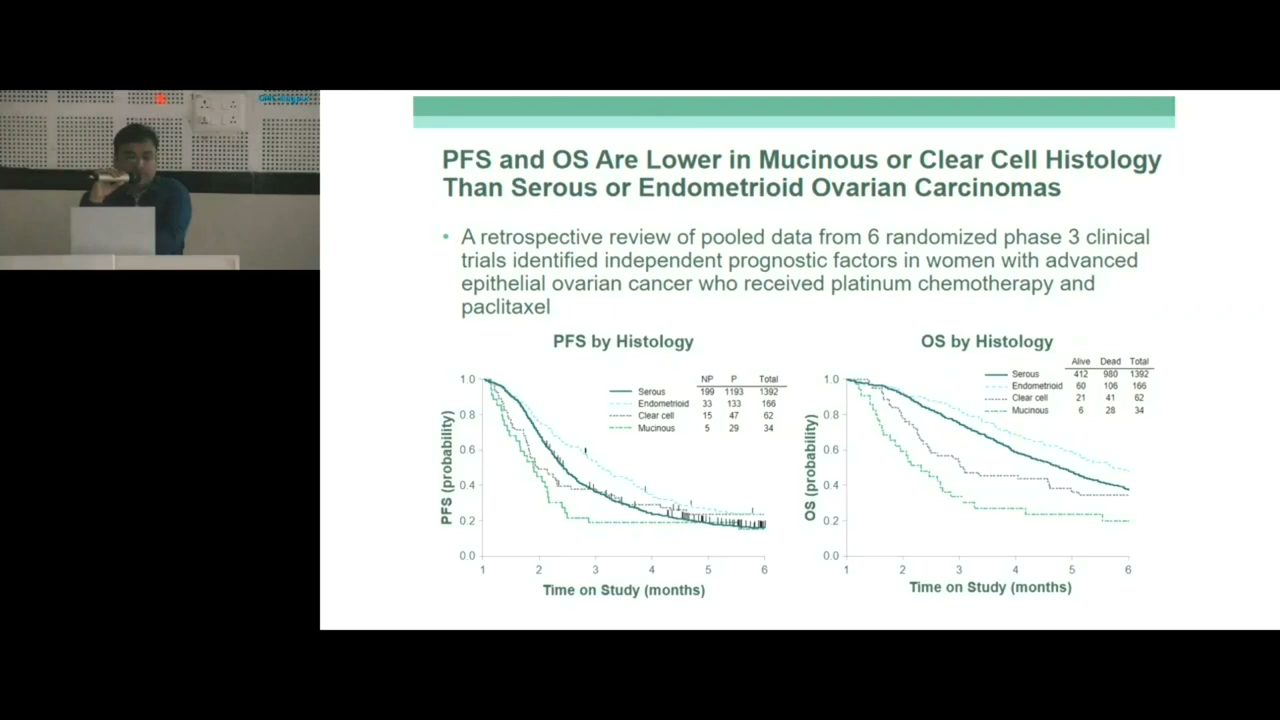 PFS and OS Are Lower in Mucinous or Clear Cell Histology
Than Serous or Endometrioid Ovarian Carcinomas
• A retrospective review of pooled data from 6 randomized phase 3 clinical
trials identified independent prognostic factors in women with advanced
epithelial ovarian cancer who received platinum chemotherapy and
paclitaxel
PFS by Histology
NP P Total
Serous 199 1193 1392
Endometrioid 33 133 166
Clear cell 15 47 62
Mucinous 5 29 34
PFS (probability)
1.0
0.8
0.6
0.4
0.2
0.0
1 2 3 4 5 6
Time on Study (months)
OS by Histology
Alive Dead Total
Serous 412 980 1392
Endometrioid 60 106 166
Clear cell 21 41 62
Mucinous 6 28 34
OS (probability)
1.0
0.8
0.6
0.4
0.2
0.0
1 2 3 4 5 6
Time on Study (months)